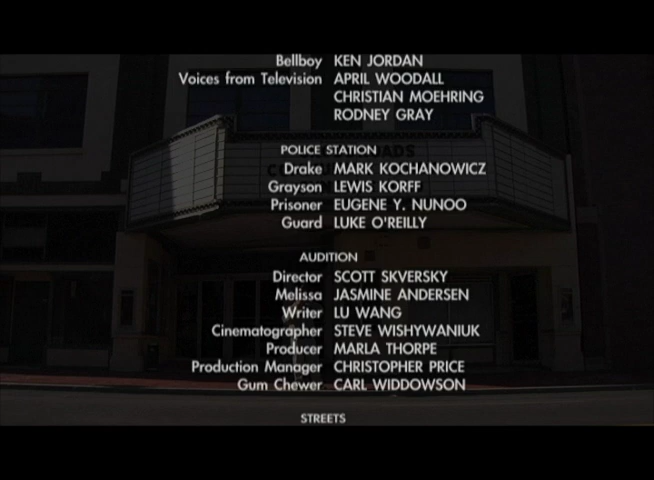 Bellboy KEN JORDAN
Voices from Television APRIL WOODALL
CHRISTIAN MOEHRING
RODNEY GRAY
POLICE STATION
Drake MARK KOCHANOWICZ
Grayson LEWIS KORFF
Prisoner EUGENE Y. NUNOO
Guard LUKE O'REILLY
AUDITION
Director SCOTT SKVERSKY
Melissa JASMINE ANDERSEN
Writer LU WANG
Cinematographer STEVE WISHYWANIUK
Producer MARLA THORPE
Production Manager CHRISTOPHER PRICE
Gum Chewer CARL WIDDOWSON
STREETS